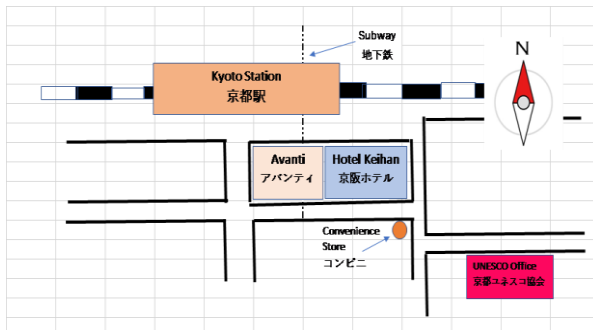 Subway
地下鉄
N
Kyoto Station
京都駅
Avanti
アバンティ
Hotel Keihan
京阪ホテル
Convenience
Store
コンビニ
UNESCO Office
京都ユネスコ協会